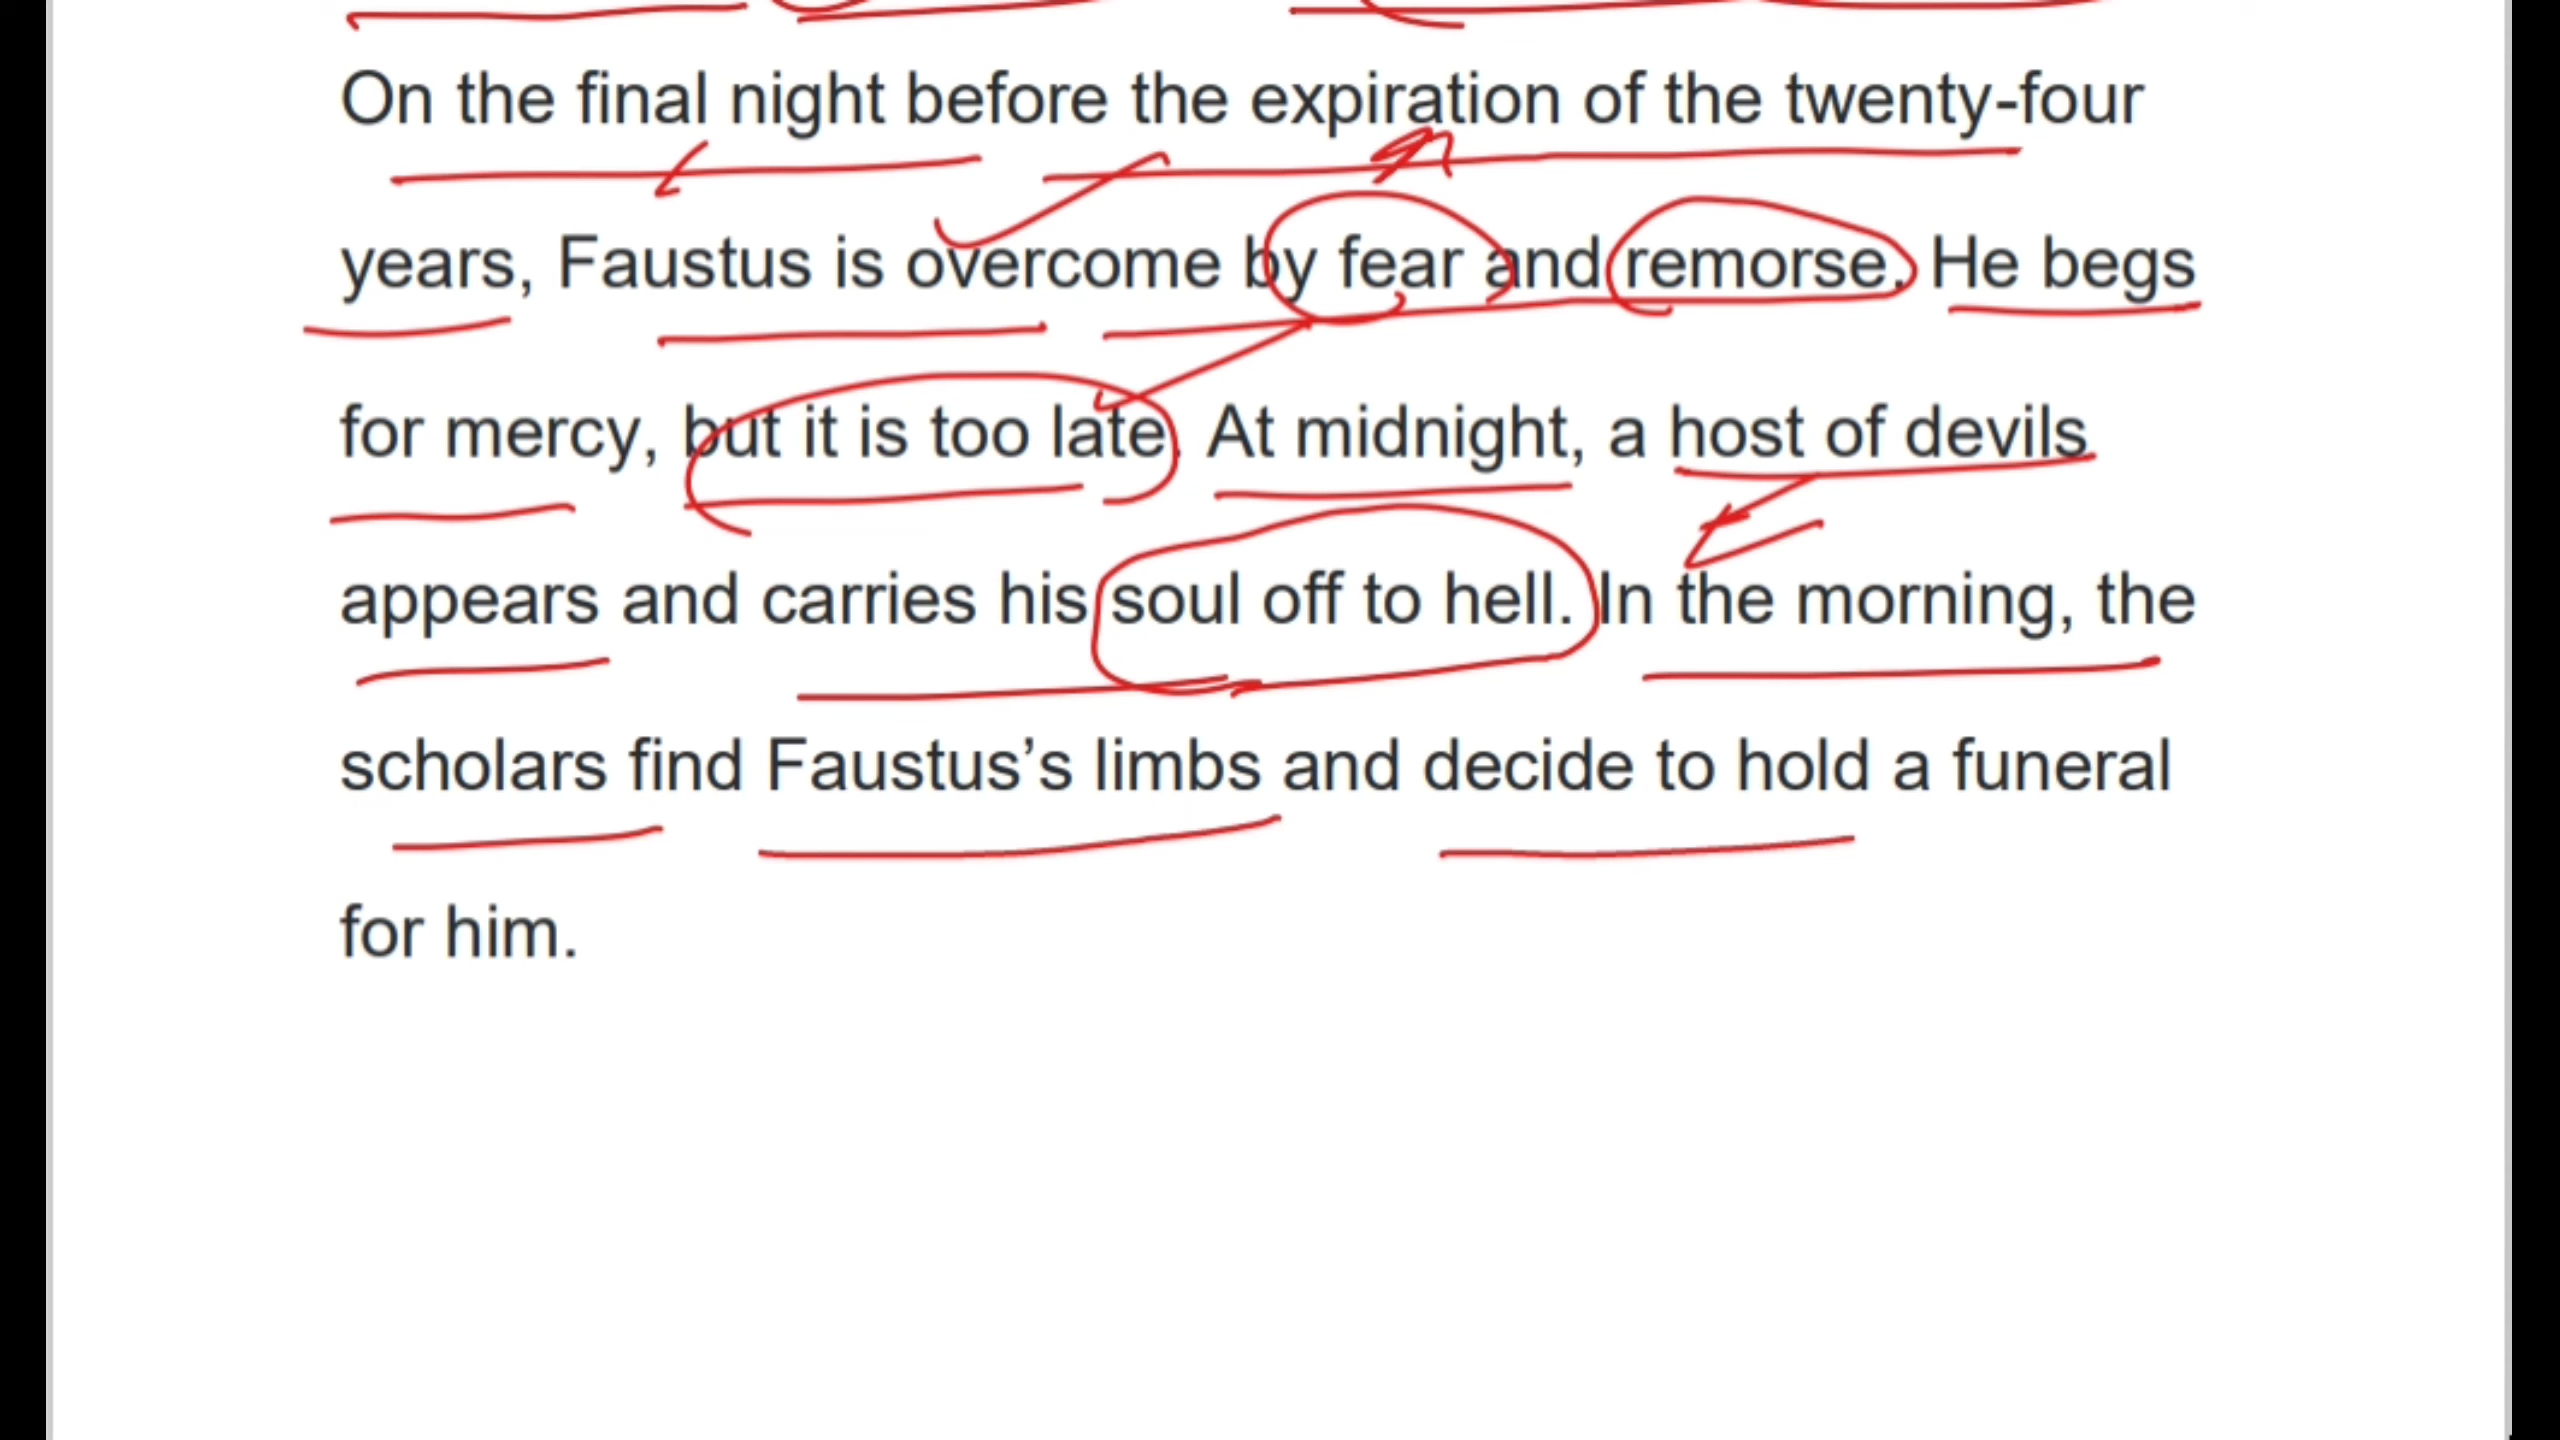 On the final night before the expiration of the twenty-four
years, Faustus is overcome by fear and remorse. He begs
for mercy, but it is too late. At midnight, a host of devils
appears and carries his soul off to hell. In the morning, the
scholars find Faustus’s limbs and decide to hold a funeral
for him.